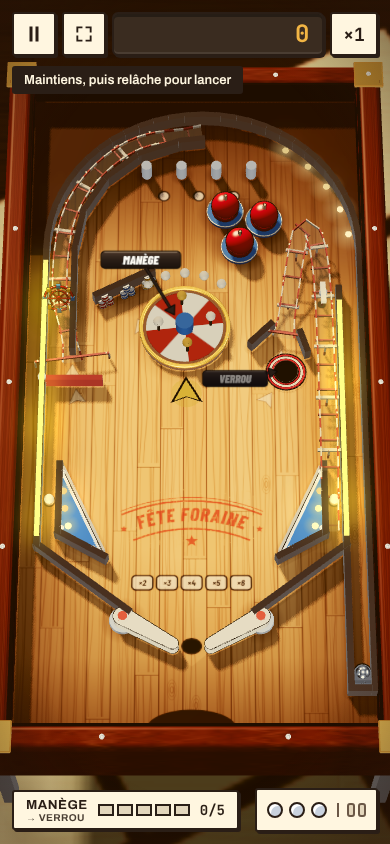 0
×1
Maintiens, puis relâche pour lancer
MANÈGE
VERROU
FÊTE FORAINE
×2 ×3 ×4 ×5 ×8
MANÈGE
→ VERROU
0/5